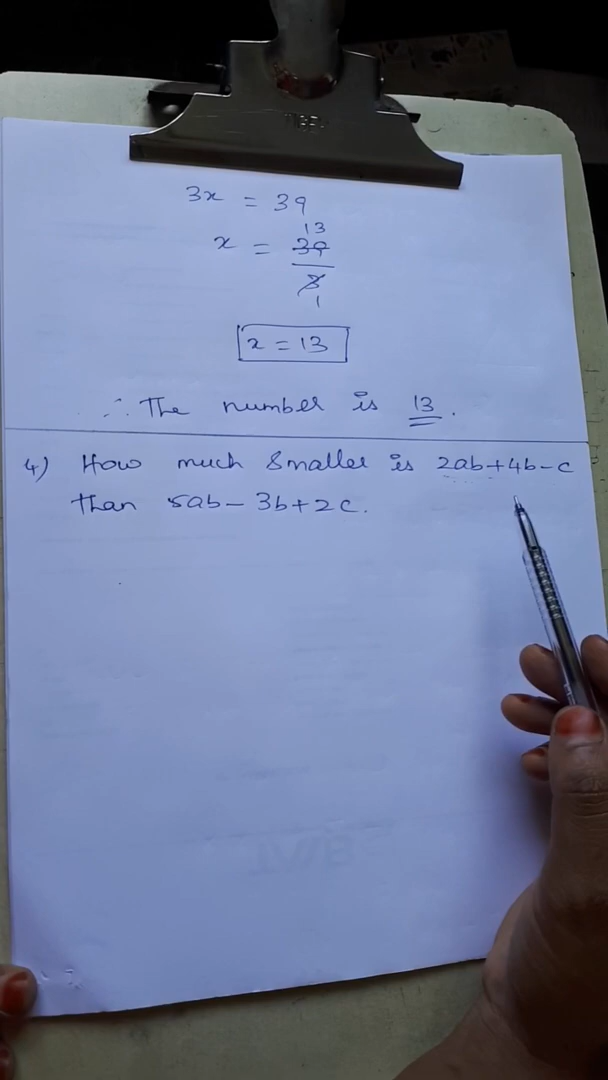 3x = 39
13
x = 39
3
1
x = 13
∴ The number is 13.
4) How much smaller is 2ab+4b-c
than 5ab-3b+2c.